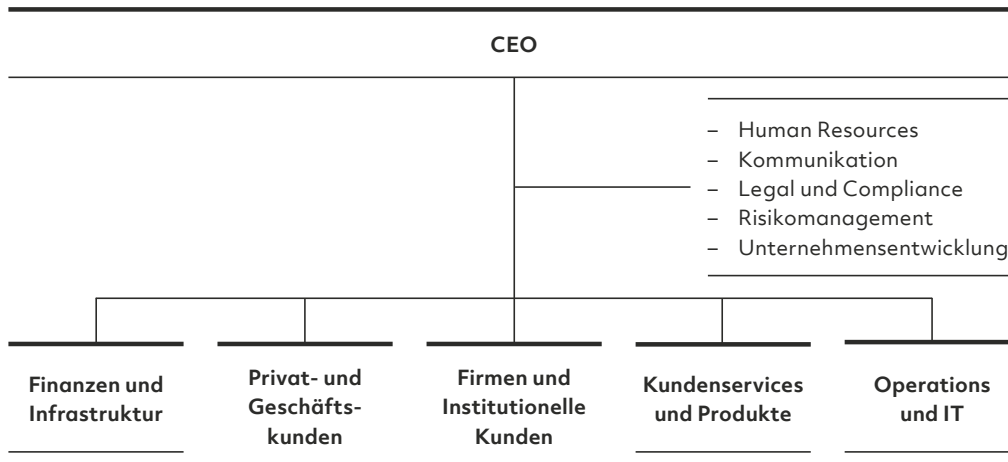 CEO
– Human Resources
– Kommunikation
– Legal und Compliance
– Risikomanagement
– Unternehmensentwicklung
Finanzen und
Infrastruktur
Privat- und
Geschäfts-
kunden
Firmen und
Institutionelle
Kunden
Kundenservices
und Produkte
Operations
und IT